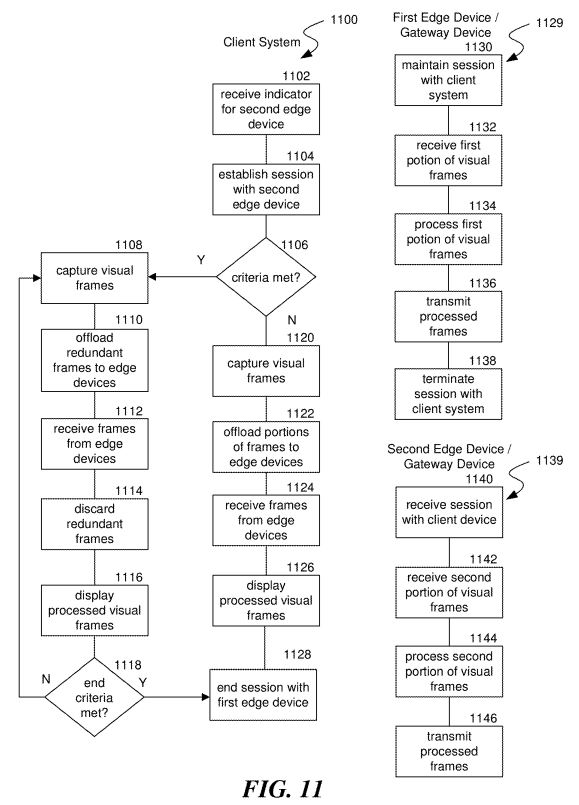 1100
Client System
1102
receive indicator
for second edge
device
1104
establish session
with second
edge device
1106
criteria met?
Y
N
1108
capture visual
frames
1110
offload
redundant
frames to edge
devices
1112
receive frames
from edge
devices
1114
discard
redundant
frames
1116
display
processed visual
frames
1118
end
criteria
met?
N
Y
1120
capture visual
frames
1122
offload portions
of frames to
edge devices
1124
receive frames
from edge
devices
1126
display
processed visual
frames
1128
end session with
first edge device
First Edge Device /
Gateway Device
1129
1130
maintain session
with client
system
1132
receive first
potion of visual
frames
1134
process first
potion of visual
frames
1136
transmit
processed
frames
1138
terminate
session with
client system
Second Edge Device /
Gateway Device
1139
1140
receive session
with client device
1142
receive second
portion of visual
frames
1144
process second
portion of visual
frames
1146
transmit
processed
frames
FIG. 11